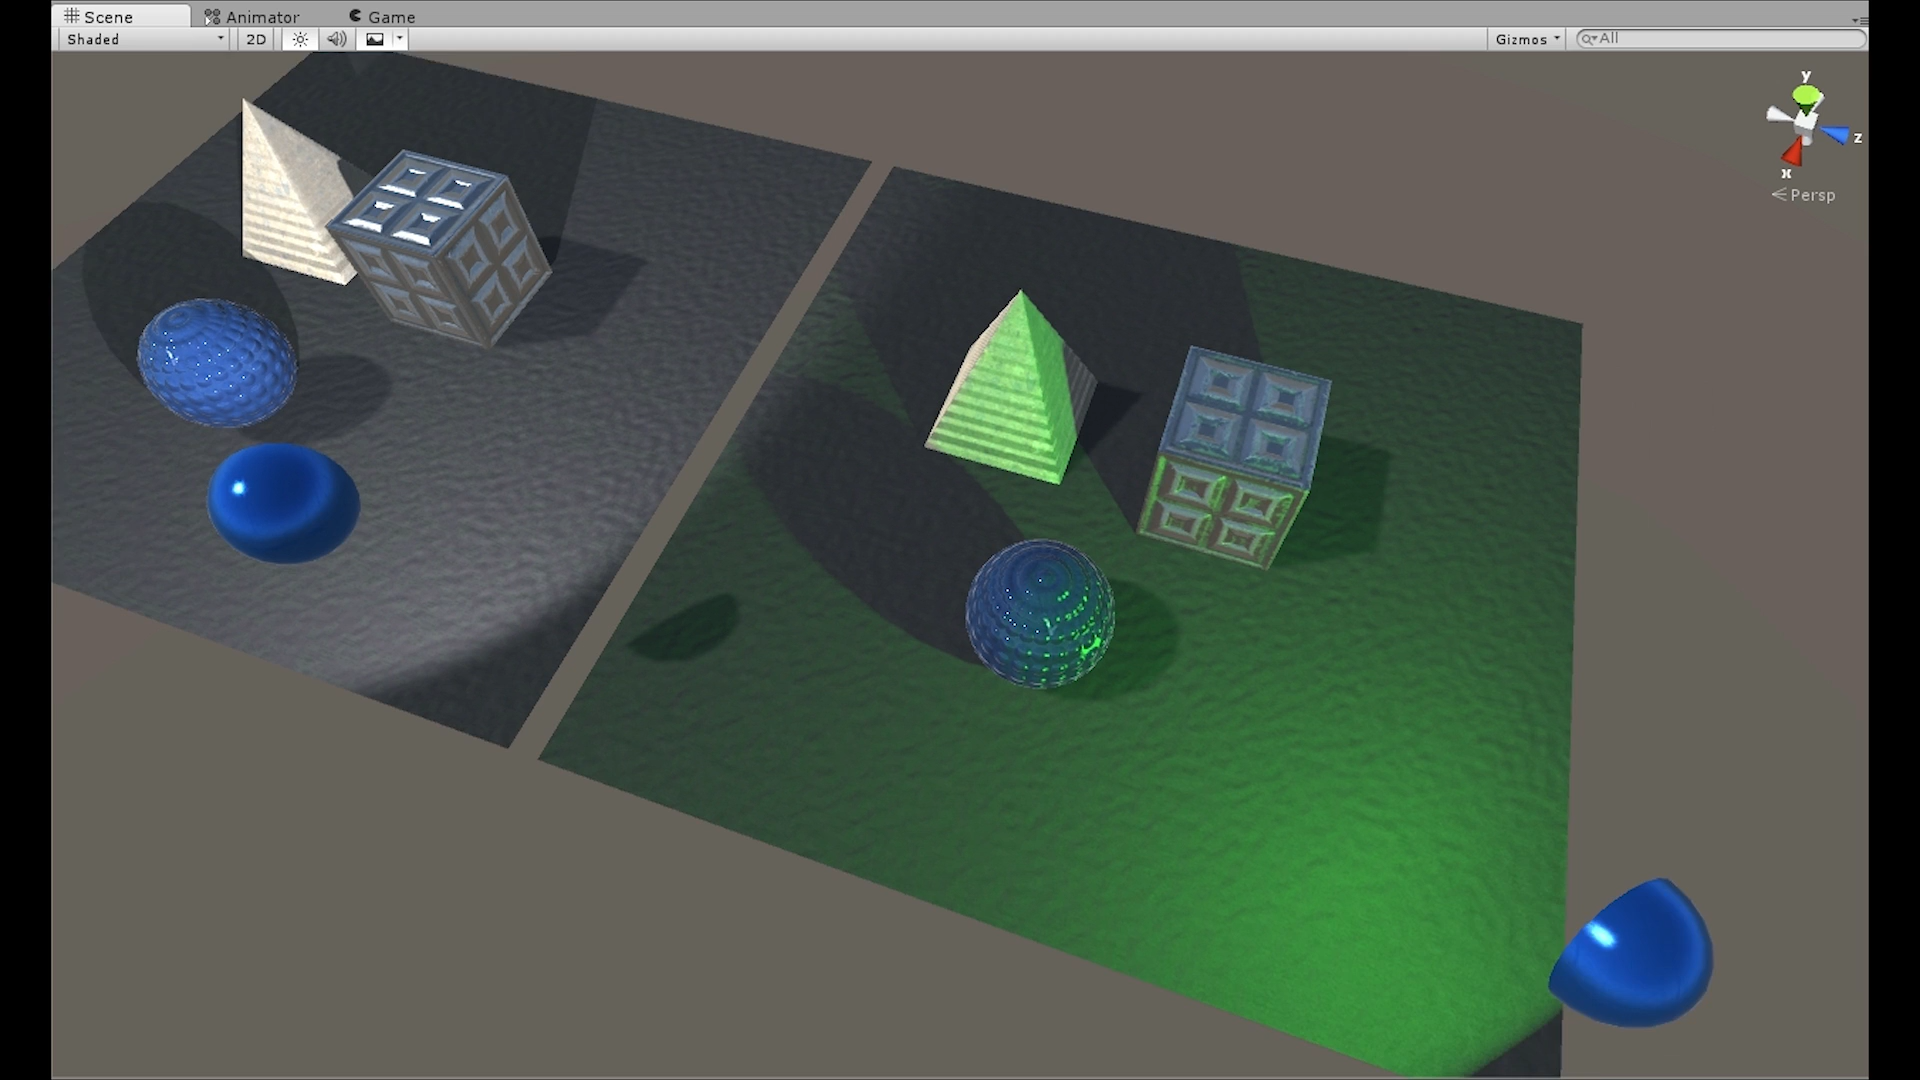 Scene Animator Game
Shaded 2D Gizmos All
y
z
x
Persp